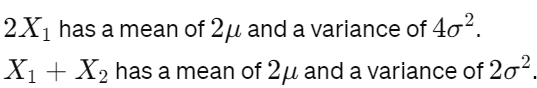 2X₁ has a mean of 2μ and a variance of 4σ².
X₁ + X₂ has a mean of 2μ and a variance of 2σ².